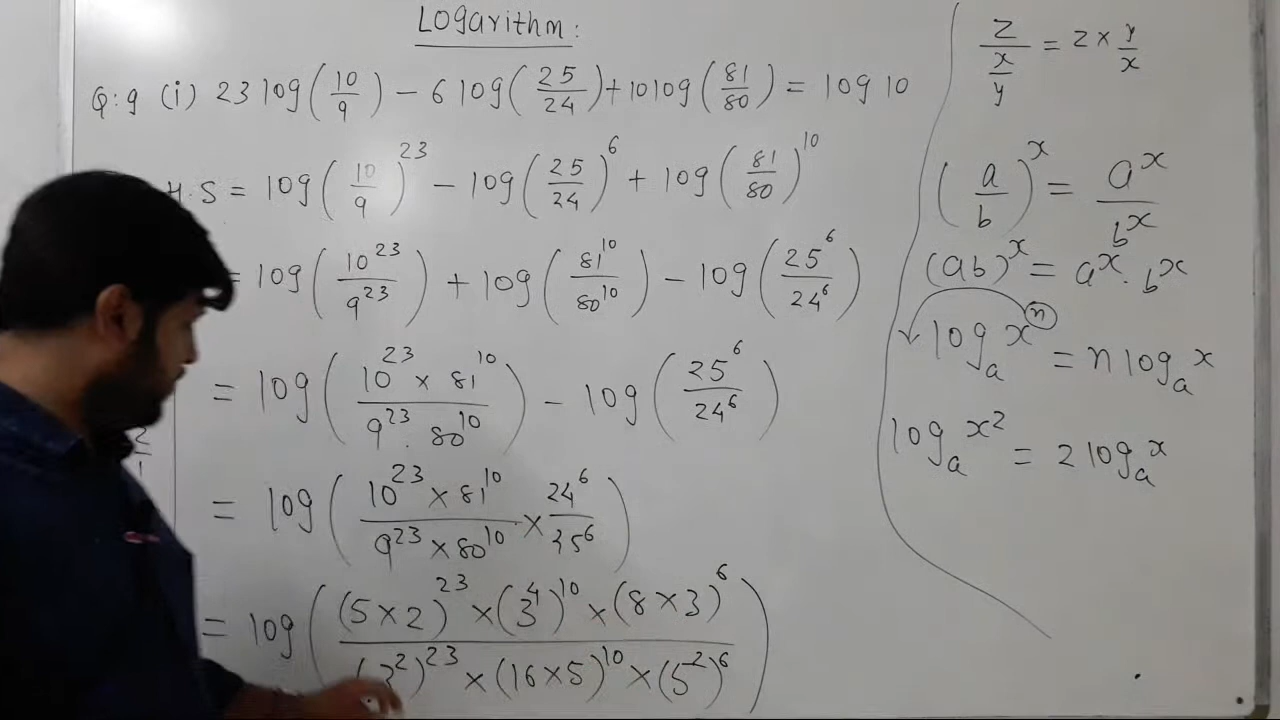 Logarithm:
Q:9 (i) 23 log(10/9) − 6 log(25/24) + 10 log(81/80) = log 10
H.S = log(10/9)^23 − log(25/24)^6 + log(81/80)^10
= log(10^23/9^23) + log(81^10/80^10) − log(25^6/24^6)
= log((10^23 × 81^10)/(9^23 . 80^10)) − log(25^6/24^6)
= log((10^23 × 81^10)/(9^23 × 80^10) × 24^6/25^6)
= log(((5×2)^23 × (3^4)^10 × (8×3)^6)/((3^2)^23 × (16×5)^10 × (5^2)^6))
2/1
z/(x/y) = z × y/x
(a/b)^x = a^x/b^x
(ab)^x = a^x . b^x
log_a x^n = n log_a x
log_a x^2 = 2 log_a x